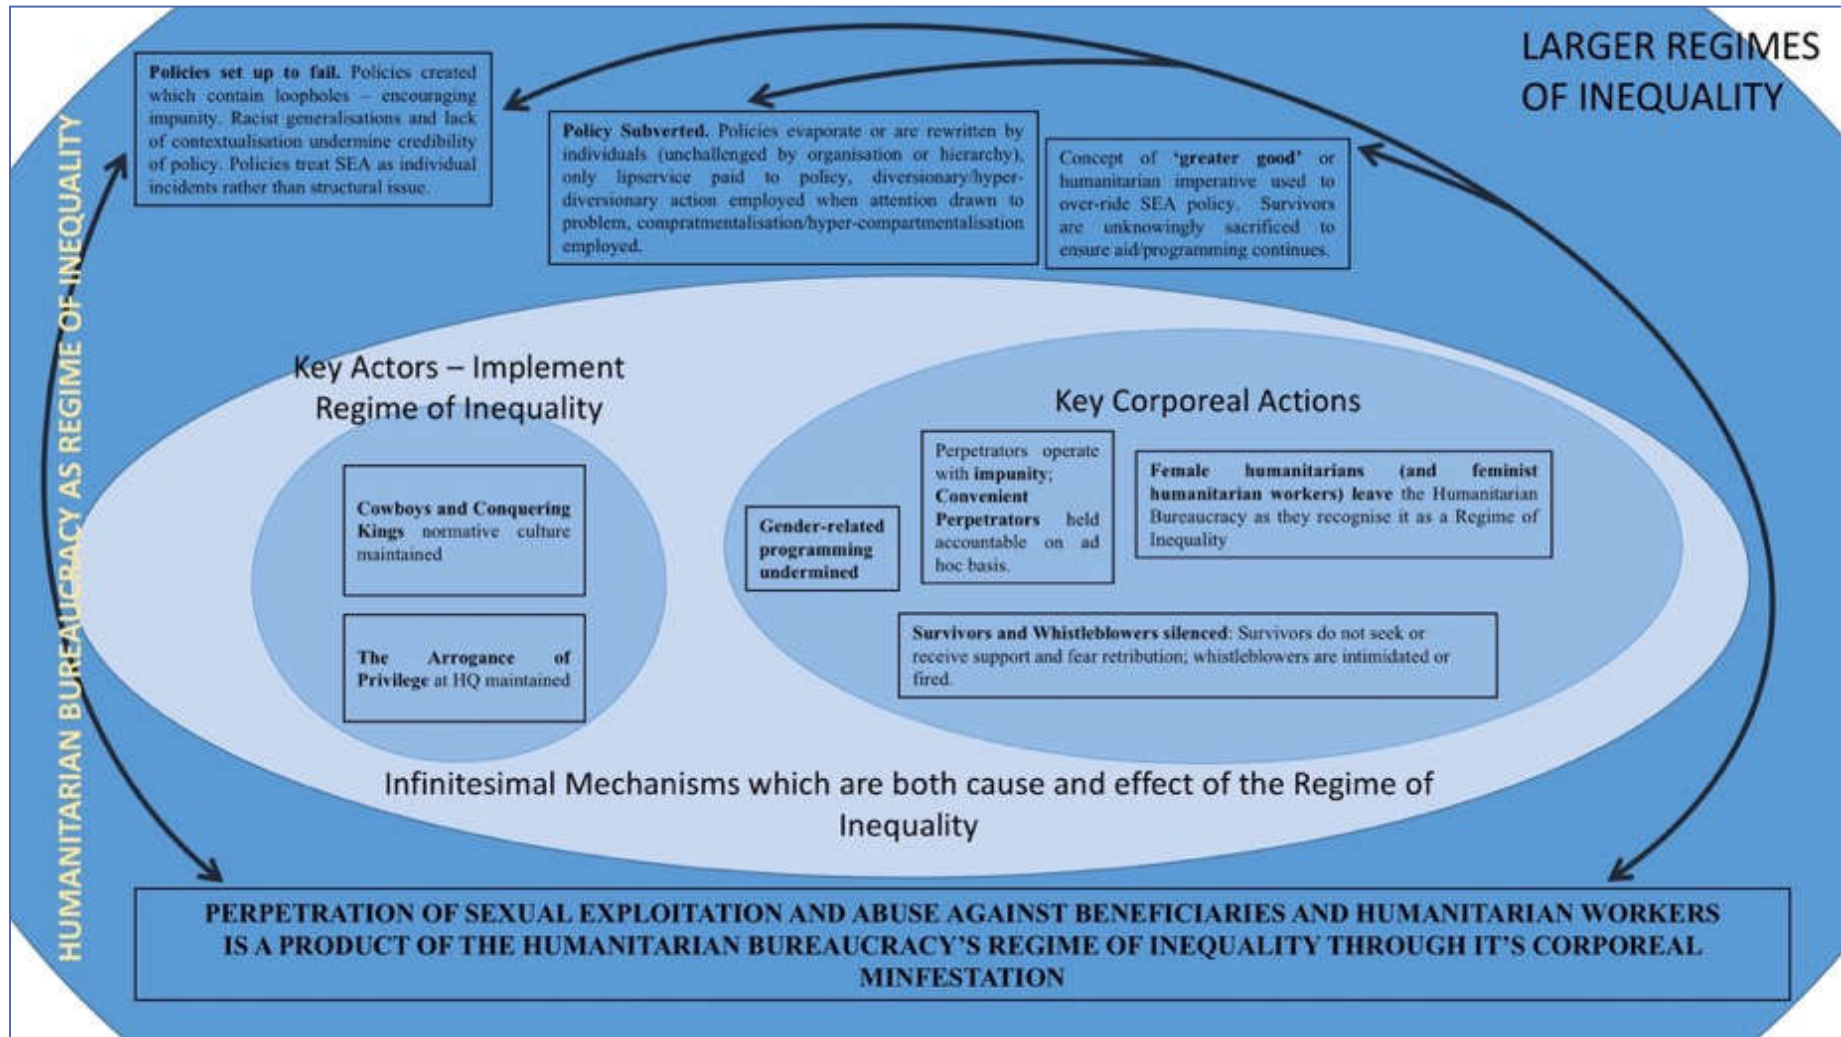 LARGER REGIMES
OF INEQUALITY
HUMANITARIAN BUREAUCRACY AS REGIME OF INEQUALITY
Policies set up to fail. Policies created
which contain loopholes – encouraging
impunity. Racist generalisations and lack
of contextualisation undermine credibility
of policy. Policies treat SEA as individual
incidents rather than structural issue.
Policy Subverted. Policies evaporate or are rewritten by
individuals (unchallenged by organisation or hierarchy),
only lipservice paid to policy, diversionary/hyper-
diversionary action employed when attention drawn to
problem, compratmentalisation/hyper-compartmentalisation
employed.
Concept of ‘greater good’ or
humanitarian imperative used to
over-ride SEA policy. Survivors
are unknowingly sacrificed to
ensure aid/programming continues.
Key Actors – Implement
Regime of Inequality
Cowboys and Conquering
Kings normative culture
maintained
The Arrogance of
Privilege at HQ maintained
Key Corporeal Actions
Gender-related
programming
undermined
Perpetrators operate
with impunity;
Convenient
Perpetrators held
accountable on ad
hoc basis.
Female humanitarians (and feminist
humanitarian workers) leave the Humanitarian
Bureaucracy as they recognise it as a Regime of
Inequality
Survivors and Whistleblowers silenced: Survivors do not seek or
receive support and fear retribution; whistleblowers are intimidated or
fired.
Infinitesimal Mechanisms which are both cause and effect of the Regime of
Inequality
PERPETRATION OF SEXUAL EXPLOITATION AND ABUSE AGAINST BENEFICIARIES AND HUMANITARIAN WORKERS
IS A PRODUCT OF THE HUMANITARIAN BUREAUCRACY’S REGIME OF INEQUALITY THROUGH IT’S CORPOREAL
MINFESTATION